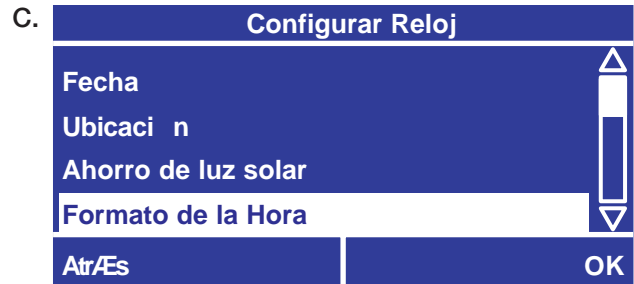 C.
Configurar Reloj
Fecha
Ubicaci n
Ahorro de luz solar
Formato de la Hora
AtrÆs OK